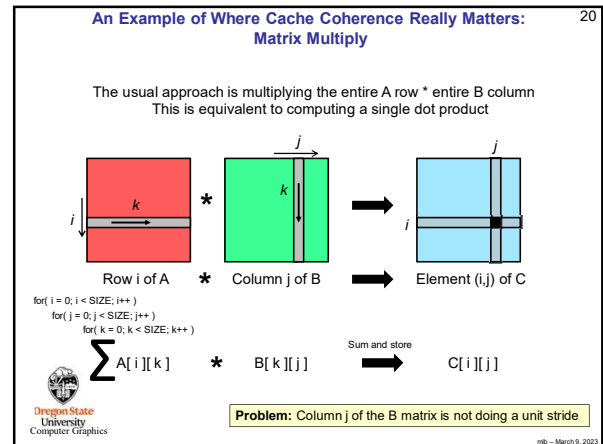 20
An Example of Where Cache Coherence Really Matters:
Matrix Multiply
The usual approach is multiplying the entire A row * entire B column
This is equivalent to computing a single dot product
j
j
k
k
i
*
i
Row i of A * Column j of B Element (i,j) of C
for( i = 0; i < SIZE; i++ )
for( j = 0; j < SIZE; j++ )
for( k = 0; k < SIZE; k++ )
Sum and store
∑ A[ i ][ k ] * B[ k ][ j ] C[ i ][ j ]
Oregon State
University
Computer Graphics
Problem: Column j of the B matrix is not doing a unit stride
mjb – March 9, 2023